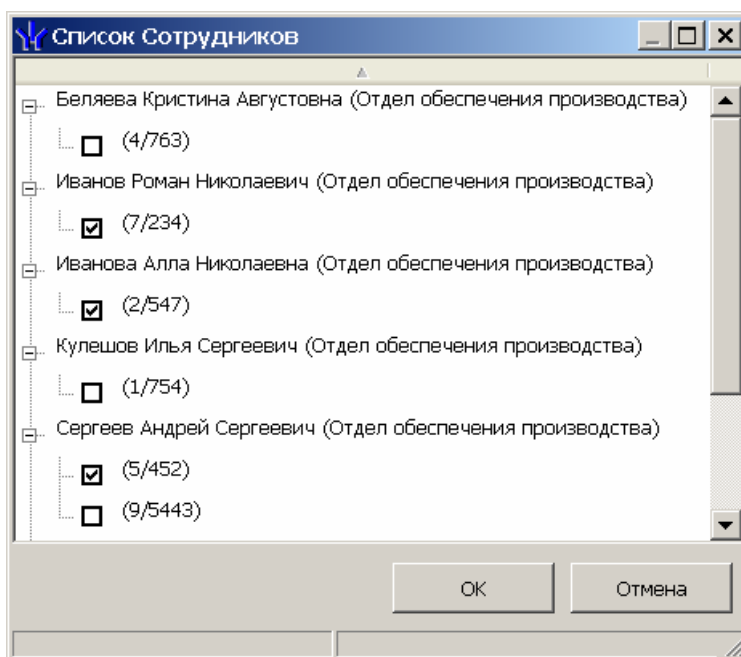 Список Сотрудников
Беляева Кристина Августовна (Отдел обеспечения производства)
(4/763)
Иванов Роман Николаевич (Отдел обеспечения производства)
(7/234)
Иванова Алла Николаевна (Отдел обеспечения производства)
(2/547)
Кулешов Илья Сергеевич (Отдел обеспечения производства)
(1/754)
Сергеев Андрей Сергеевич (Отдел обеспечения производства)
(5/452)
(9/5443)
OK Отмена